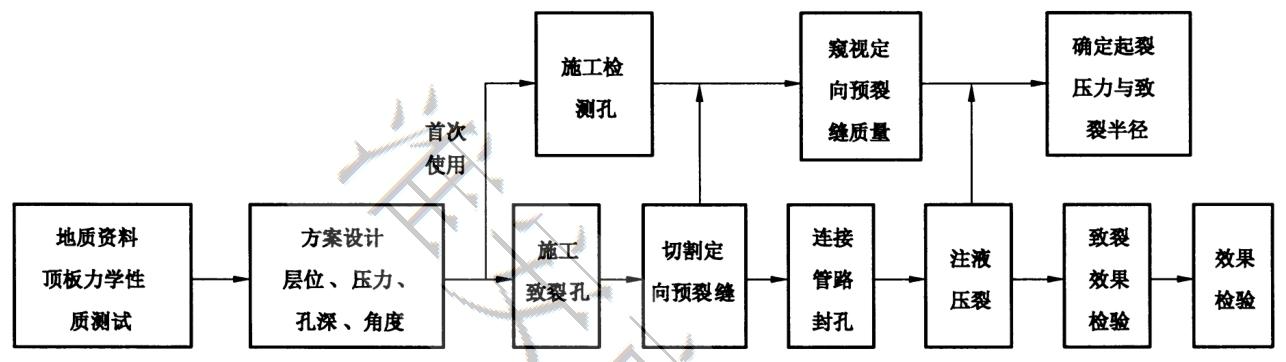 施工检
测孔
窥视定
向预裂
缝质量
确定起裂
压力与致
裂半径
首次
使用
地质资料
顶板力学性
质测试
方案设计
层位、压力、
孔深、角度
施工
致裂孔
切割定
向预裂缝
连接
管路
封孔
注液
压裂
致裂
效果
检验
效果
检验